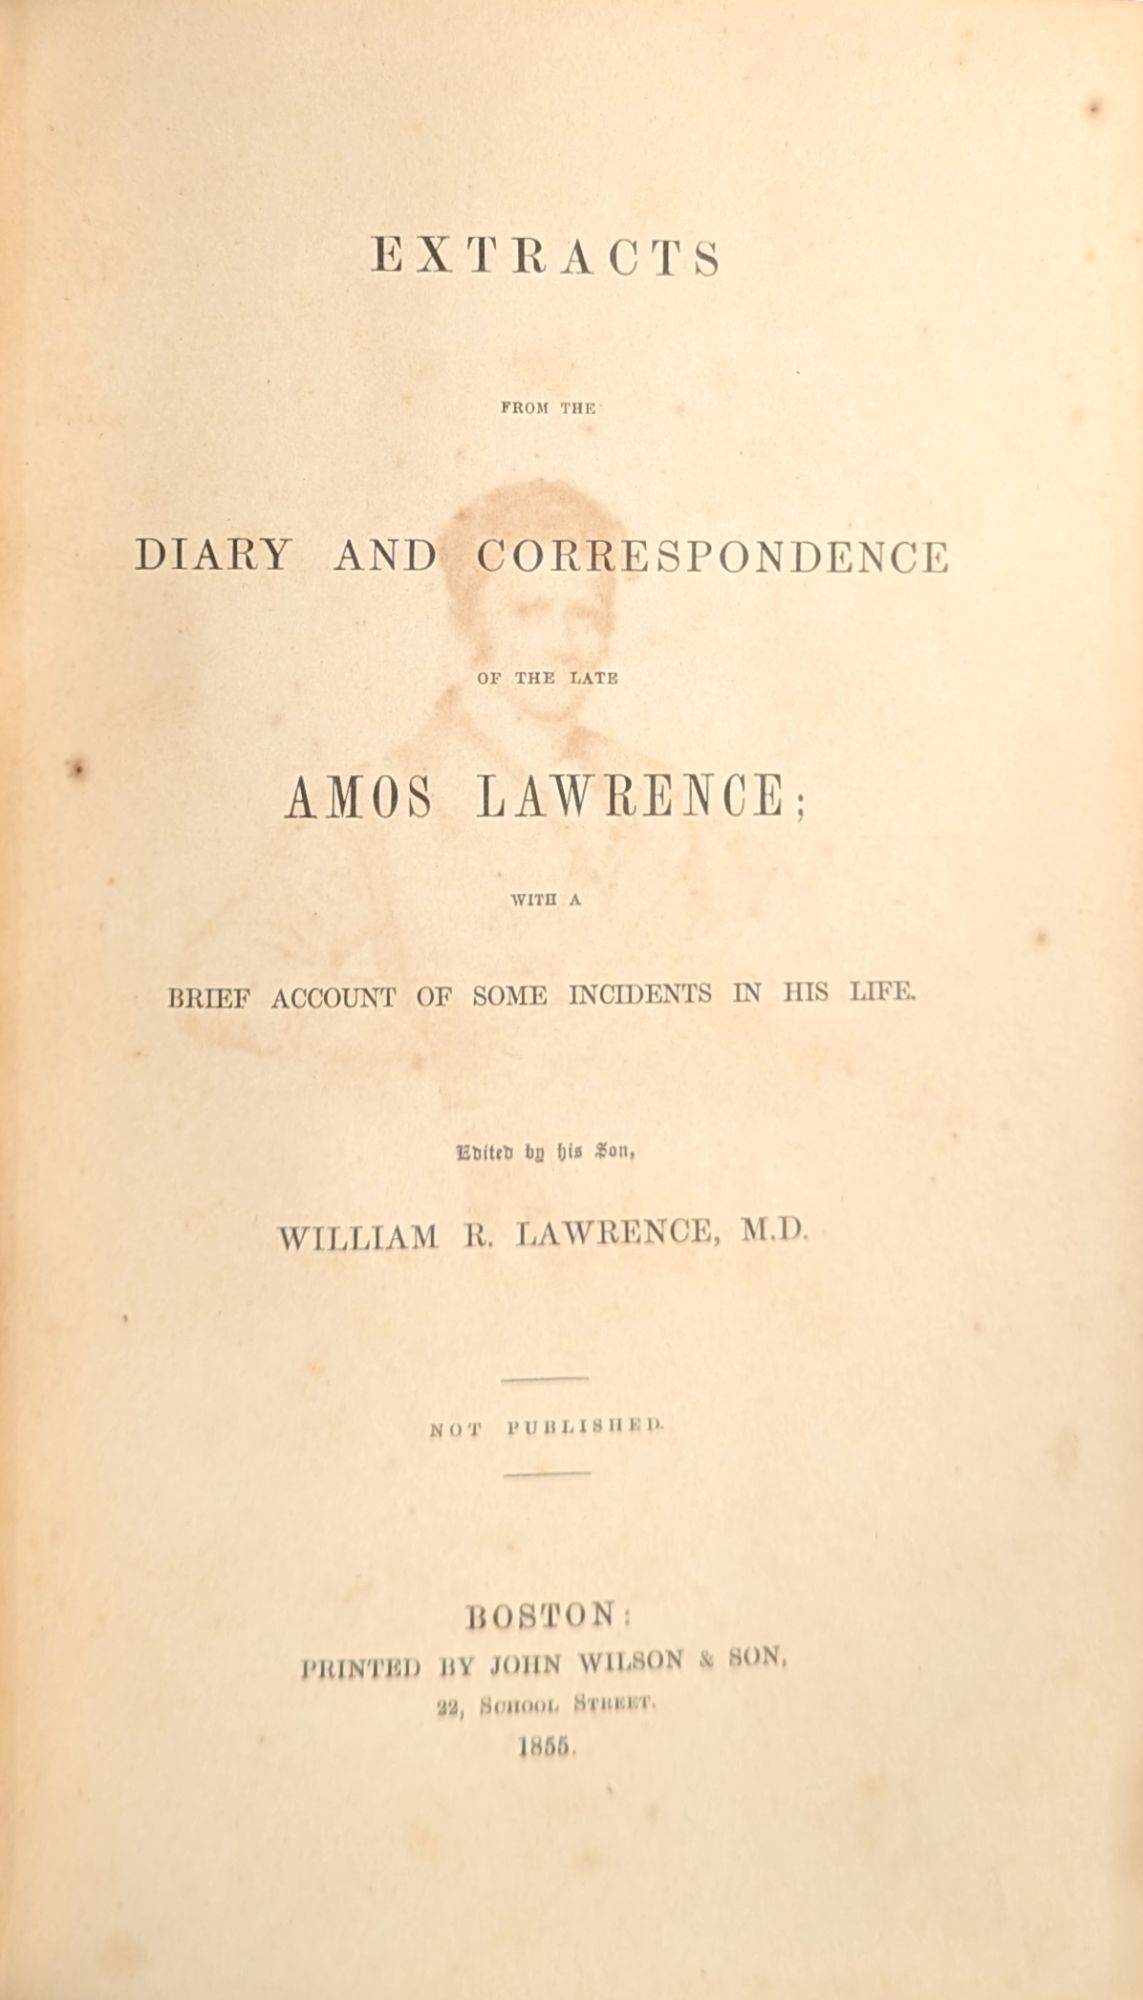 EXTRACTS
FROM THE
DIARY AND CORRESPONDENCE
OF THE LATE
AMOS LAWRENCE;
WITH A
BRIEF ACCOUNT OF SOME INCIDENTS IN HIS LIFE.
Edited by his Son,
WILLIAM R. LAWRENCE, M.D.
NOT PUBLISHED.
BOSTON:
PRINTED BY JOHN WILSON & SON,
22, SCHOOL STREET.
1855.